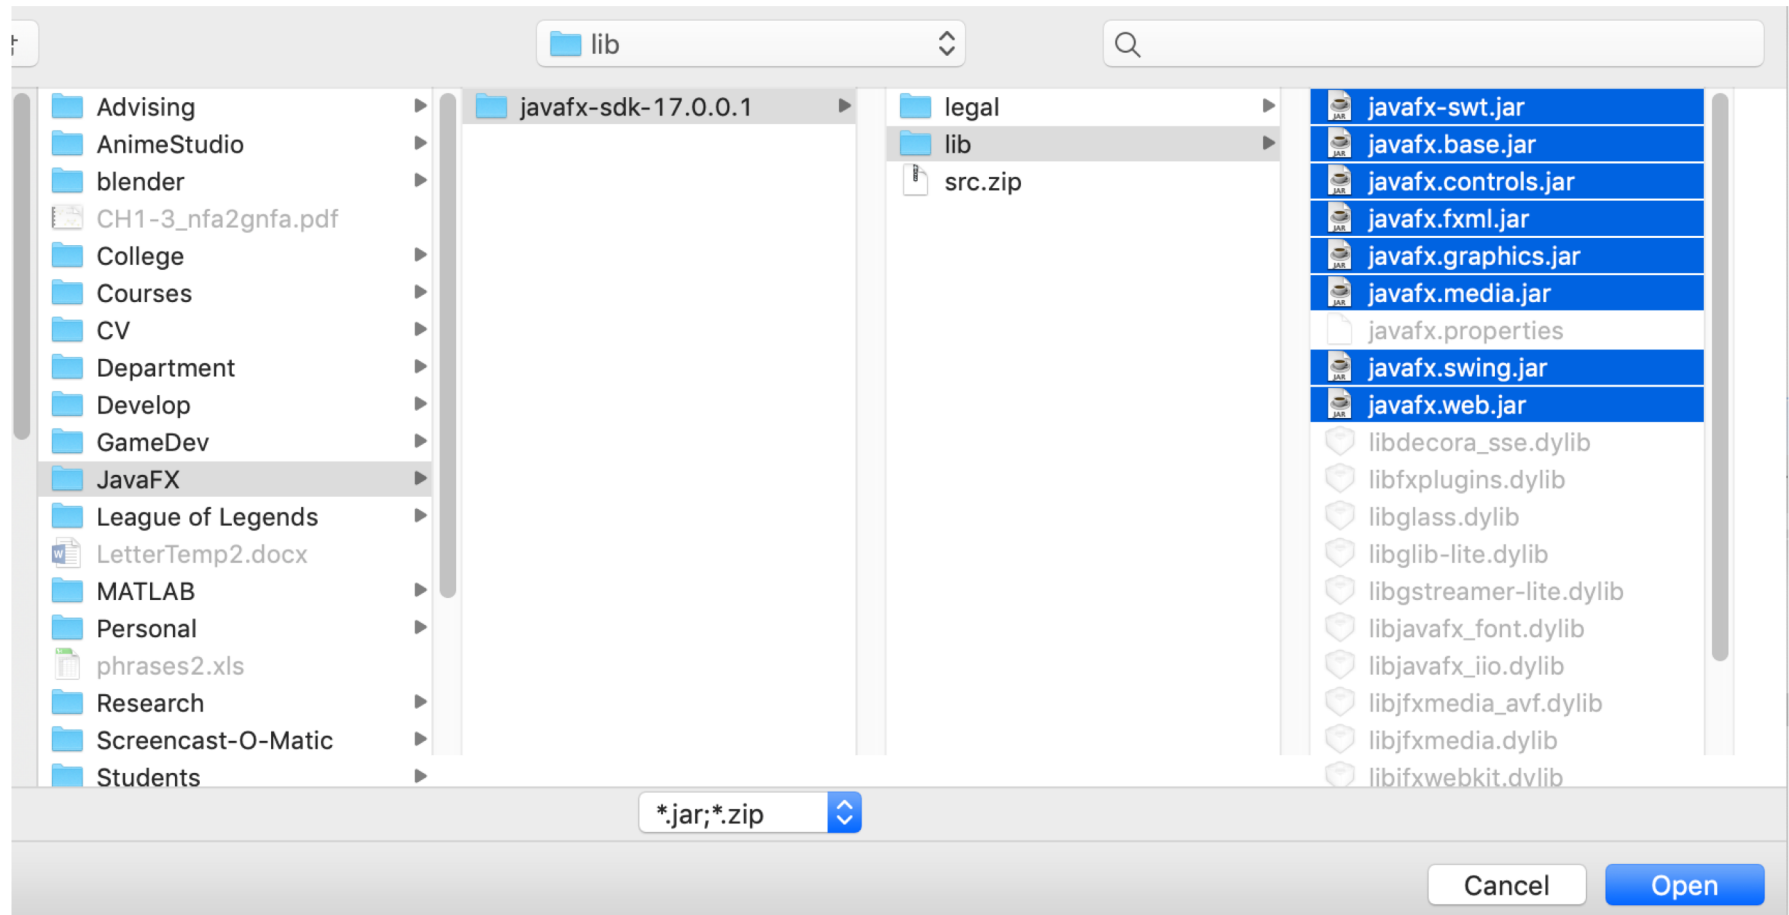 lib
Advising
AnimeStudio
blender
CH1-3_nfa2gnfa.pdf
College
Courses
CV
Department
Develop
GameDev
JavaFX
League of Legends
LetterTemp2.docx
MATLAB
Personal
phrases2.xls
Research
Screencast-O-Matic
Students
javafx-sdk-17.0.0.1
legal
lib
src.zip
javafx-swt.jar
javafx.base.jar
javafx.controls.jar
javafx.fxml.jar
javafx.graphics.jar
javafx.media.jar
javafx.properties
javafx.swing.jar
javafx.web.jar
libdecora_sse.dylib
libfxplugins.dylib
libglass.dylib
libglib-lite.dylib
libgstreamer-lite.dylib
libjavafx_font.dylib
libjavafx_iio.dylib
libjfxmedia_avf.dylib
libjfxmedia.dylib
libjfxwebkit.dylib
*.jar;*.zip
Cancel
Open